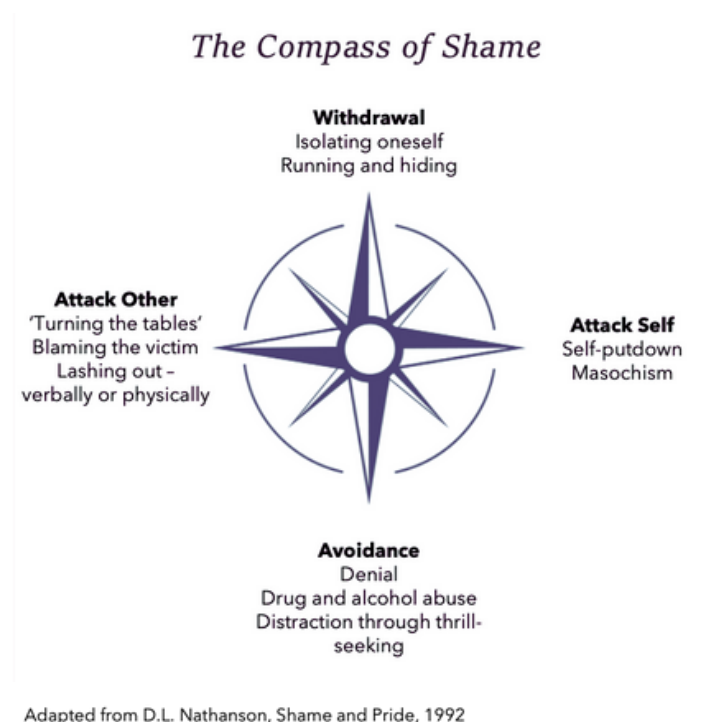 The Compass of Shame
Withdrawal
Isolating oneself
Running and hiding
Attack Other
‘Turning the tables‘
Blaming the victim
Lashing out –
verbally or physically
Attack Self
Self-putdown
Masochism
Avoidance
Denial
Drug and alcohol abuse
Distraction through thrill-
seeking
Adapted from D.L. Nathanson, Shame and Pride, 1992